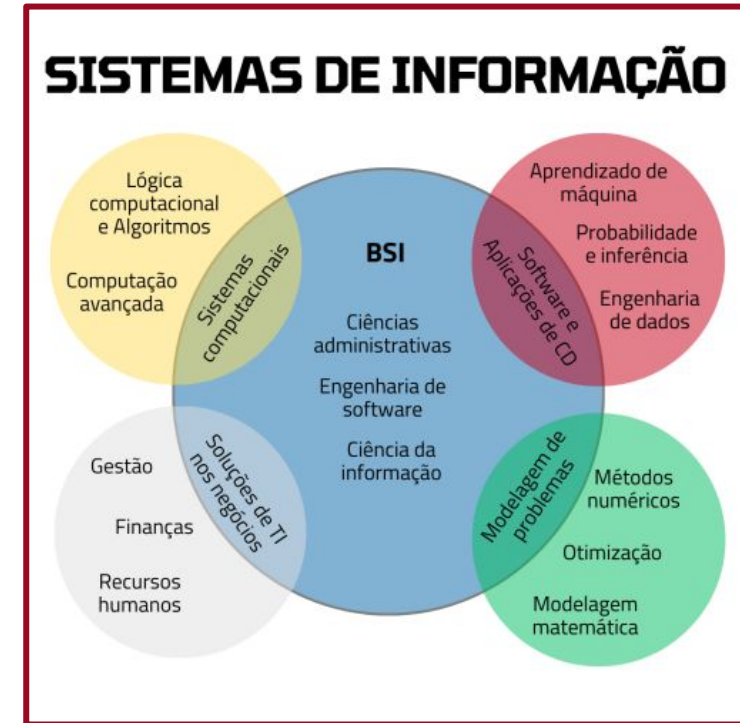 SISTEMAS DE INFORMAÇÃO
Lógica
computacional
e Algoritmos
Computação
avançada
Sistemas
computacionais
BSI
Ciências
administrativas
Engenharia de
software
Ciência da
informação
Aprendizado de
máquina
Probabilidade
e inferência
Engenharia
de dados
Software e
Aplicações de CD
Gestão
Finanças
Recursos
humanos
Soluções de TI
nos negócios
Modelagem de
problemas
Métodos
numéricos
Otimização
Modelagem
matemática